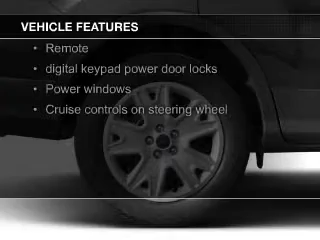 VEHICLE FEATURES
• Remote
• digital keypad power door locks
• Power windows
• Cruise controls on steering wheel